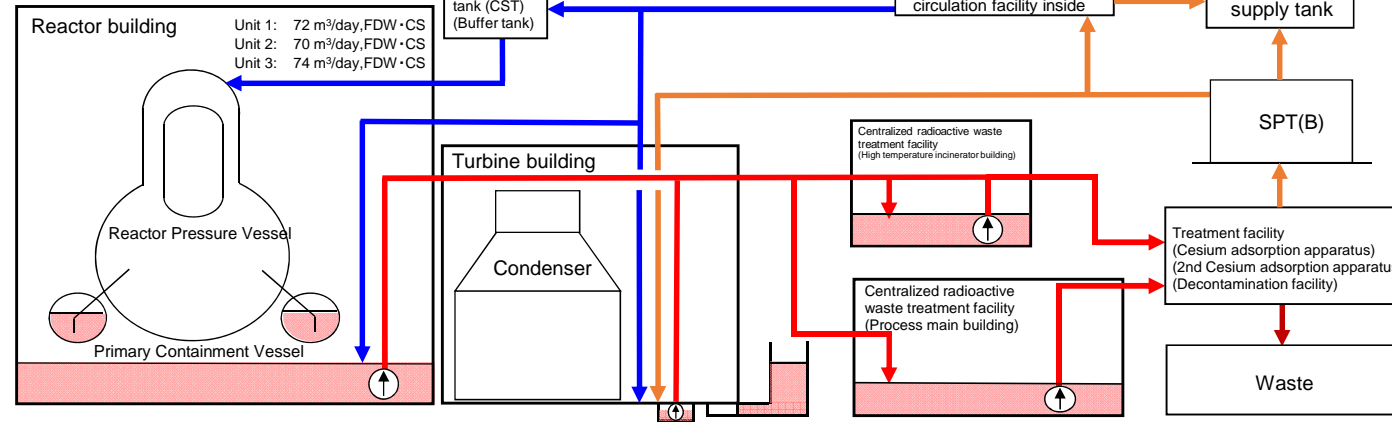 tank (CST)
(Buffer tank)
circulation facility inside
supply tank
Reactor building
Unit 1: 72 m³/day,FDW・CS
Unit 2: 70 m³/day,FDW・CS
Unit 3: 74 m³/day,FDW・CS
SPT(B)
Centralized radioactive waste
treatment facility
(High temperature incinerator building)
Turbine building
Reactor Pressure Vessel
Condenser
Treatment facility
(Cesium adsorption apparatus)
(2nd Cesium adsorption apparatu
(Decontamination facility)
Centralized radioactive
waste treatment facility
(Process main building)
Primary Containment Vessel
Waste